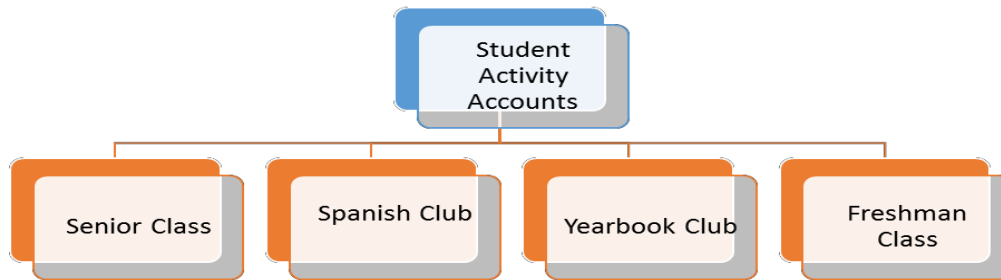 Student
Activity
Accounts
Senior Class
Spanish Club
Yearbook Club
Freshman
Class